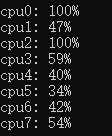 cpu0: 100%
cpu1: 47%
cpu2: 100%
cpu3: 59%
cpu4: 40%
cpu5: 34%
cpu6: 42%
cpu7: 54%